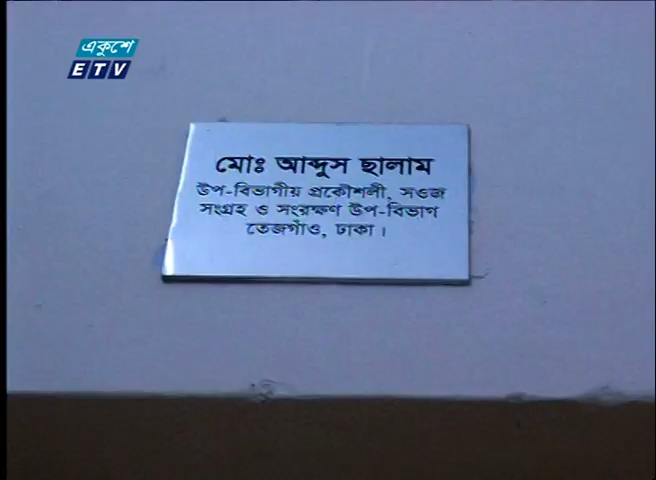 একুশে
ETV
মোঃ আব্দুস ছালাম
উপ-বিভাগীয় প্রকৌশলী, সওজ
সংগ্রহ ও সংরক্ষণ উপ-বিভাগ
তেজগাঁও, ঢাকা।